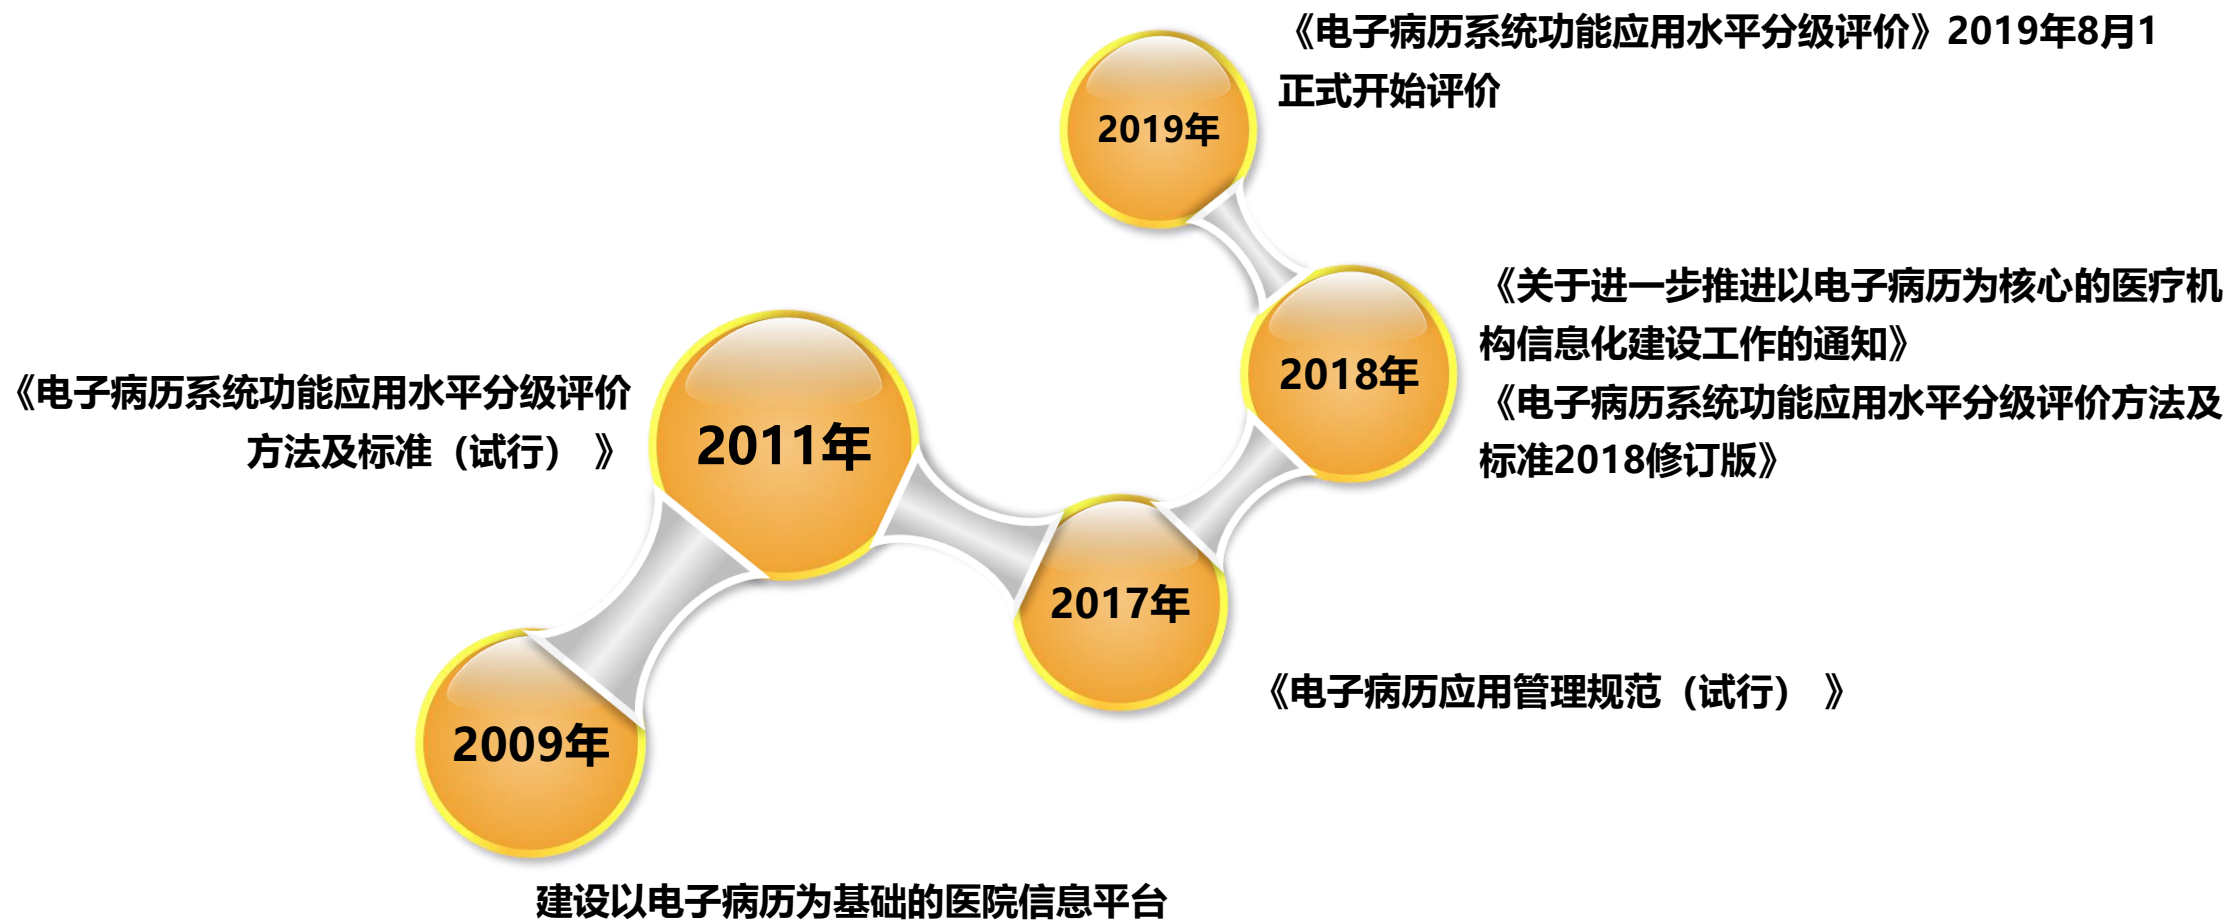 《电子病历系统功能应用水平分级评价》2019年8月1
正式开始评价
2019年
《关于进一步推进以电子病历为核心的医疗机
构信息化建设工作的通知》
《电子病历系统功能应用水平分级评价方法及
标准2018修订版》
2018年
《电子病历系统功能应用水平分级评价
方法及标准（试行） 》
2011年
2017年
《电子病历应用管理规范（试行） 》
2009年
建设以电子病历为基础的医院信息平台